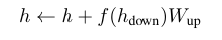 h ← h + f(h_down)W_up